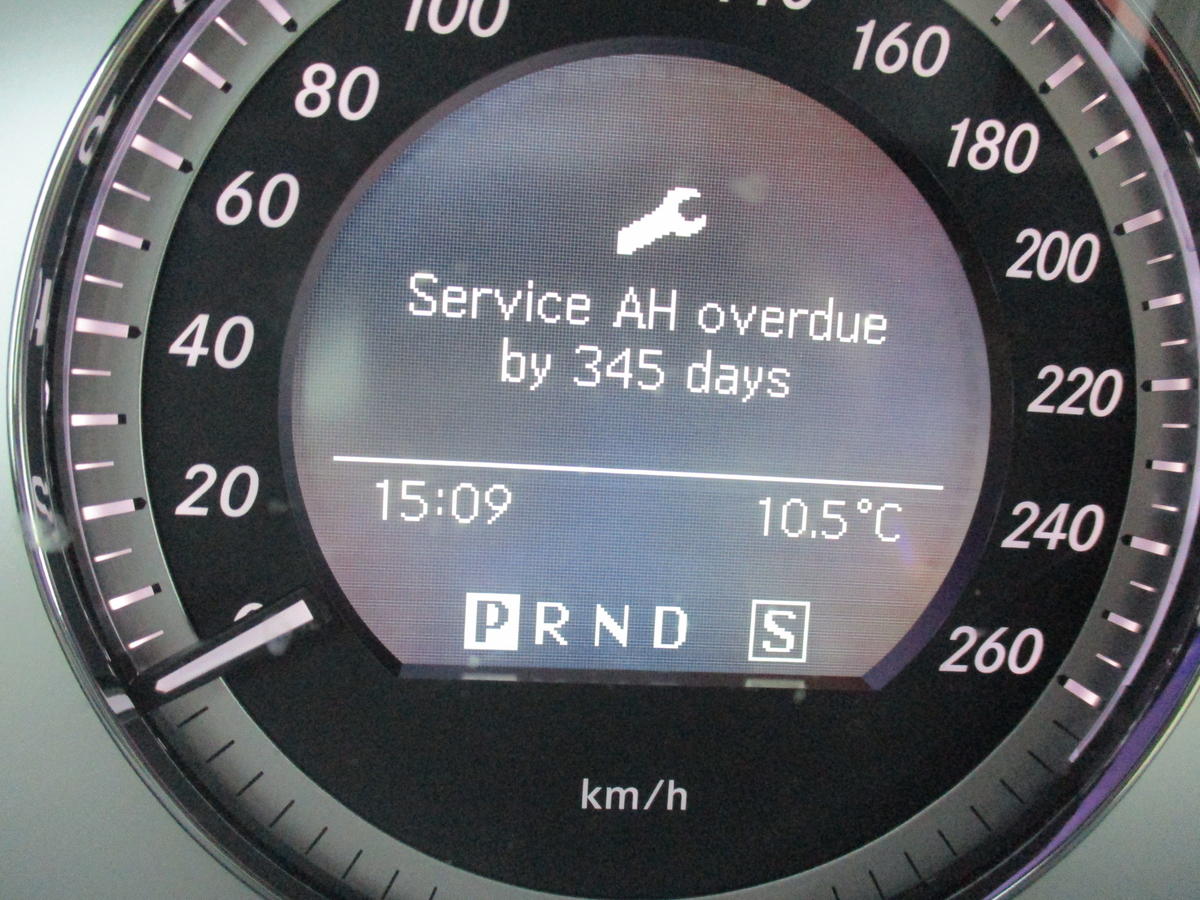 100
80
60
40
20
160
180
200
220
240
260
Service AH overdue
by 345 days
15:09 10.5°C
P R N D S
km/h